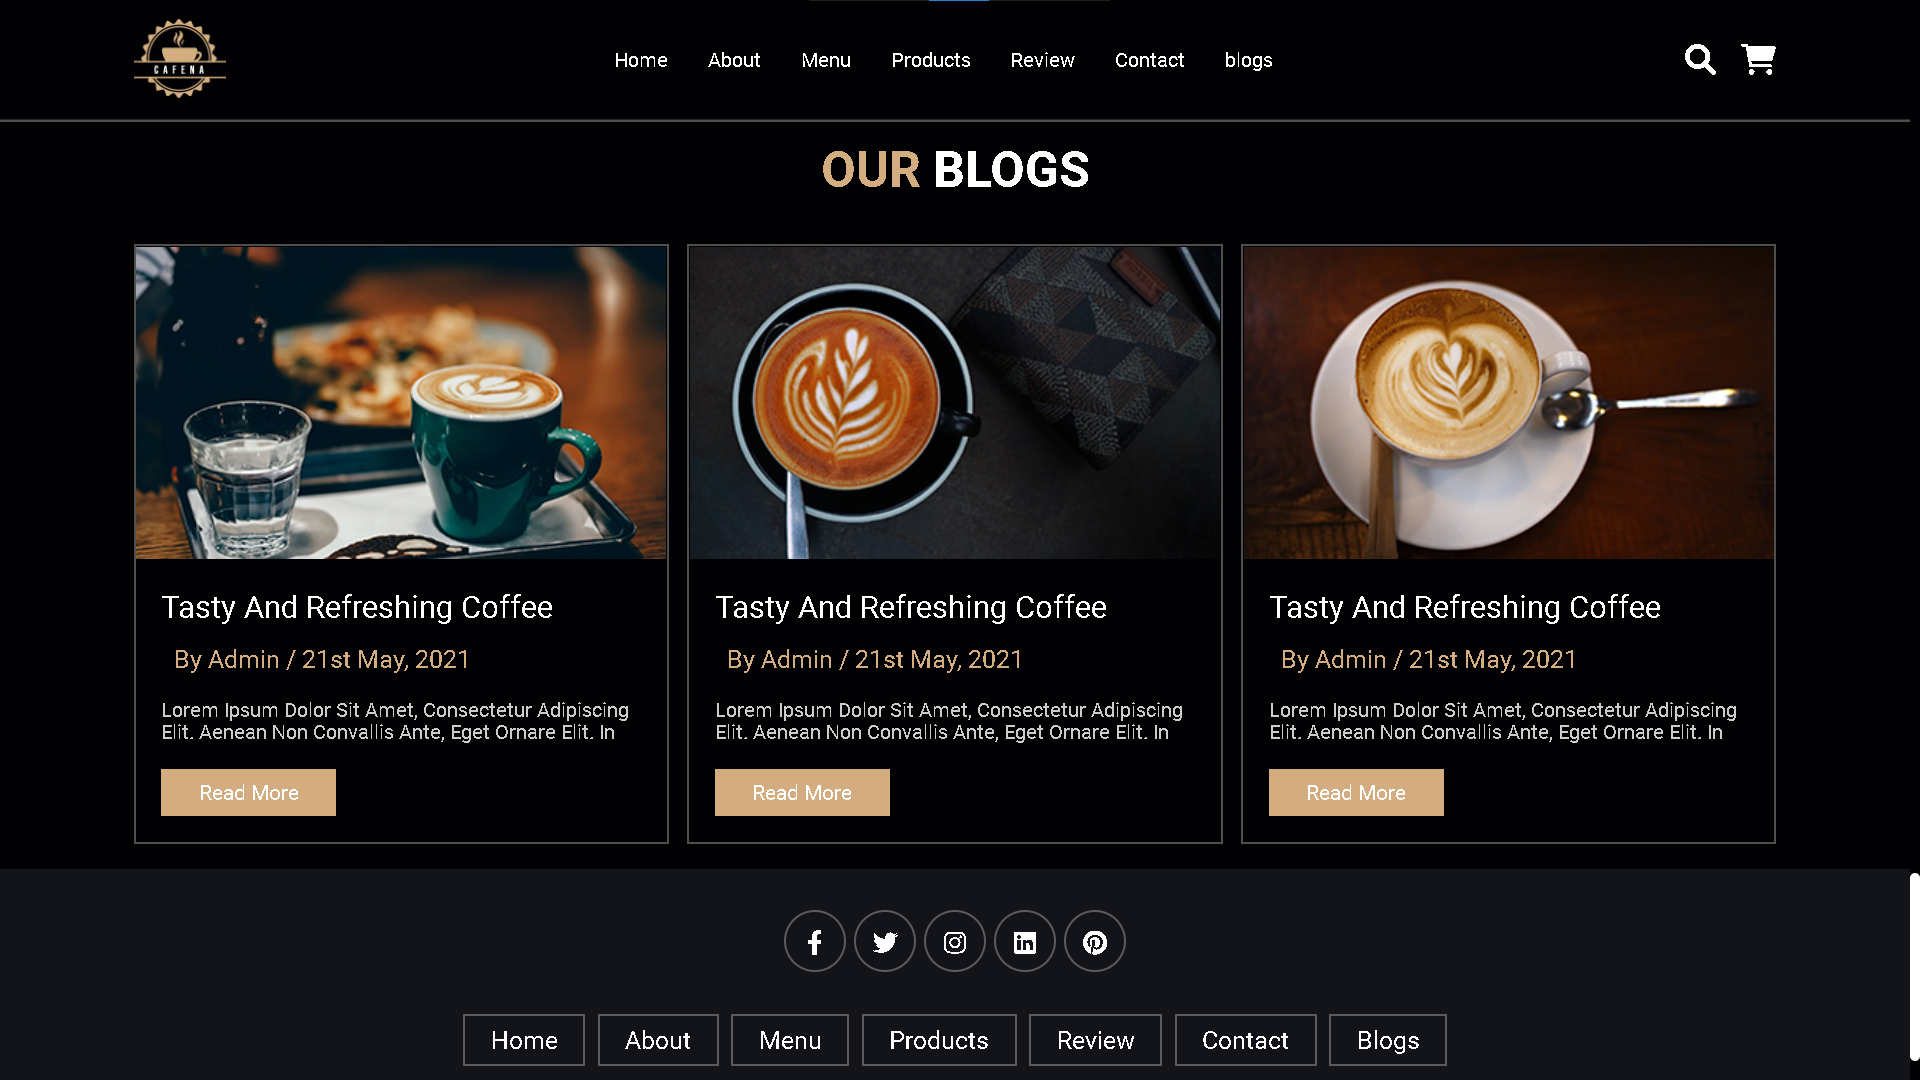 CAFENA
Home About Menu Products Review Contact blogs
OUR BLOGS
Tasty And Refreshing Coffee
By Admin / 21st May, 2021
Lorem Ipsum Dolor Sit Amet, Consectetur Adipiscing
Elit. Aenean Non Convallis Ante, Eget Ornare Elit. In
Read More
Tasty And Refreshing Coffee
By Admin / 21st May, 2021
Lorem Ipsum Dolor Sit Amet, Consectetur Adipiscing
Elit. Aenean Non Convallis Ante, Eget Ornare Elit. In
Read More
Tasty And Refreshing Coffee
By Admin / 21st May, 2021
Lorem Ipsum Dolor Sit Amet, Consectetur Adipiscing
Elit. Aenean Non Convallis Ante, Eget Ornare Elit. In
Read More
Home About Menu Products Review Contact Blogs